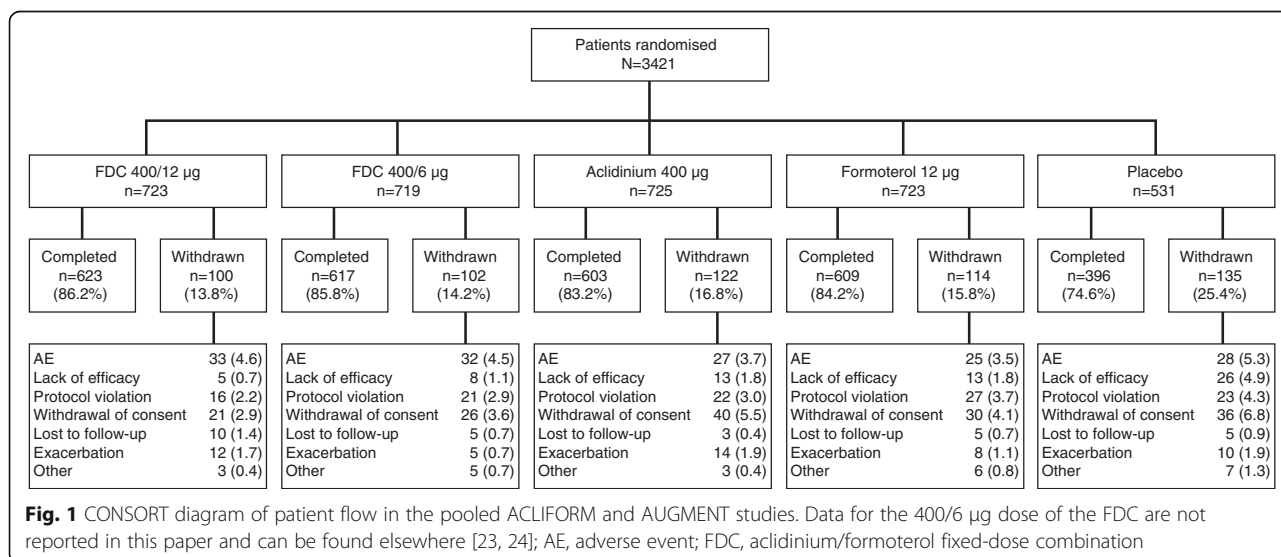 Patients randomised
N=3421
FDC 400/12 µg
n=723
FDC 400/6 µg
n=719
Aclidinium 400 µg
n=725
Formoterol 12 µg
n=723
Placebo
n=531
Completed
n=623
(86.2%)
Withdrawn
n=100
(13.8%)
Completed
n=617
(85.8%)
Withdrawn
n=102
(14.2%)
Completed
n=603
(83.2%)
Withdrawn
n=122
(16.8%)
Completed
n=609
(84.2%)
Withdrawn
n=114
(15.8%)
Completed
n=396
(74.6%)
Withdrawn
n=135
(25.4%)
AE 33 (4.6)
Lack of efficacy 5 (0.7)
Protocol violation 16 (2.2)
Withdrawal of consent 21 (2.9)
Lost to follow-up 10 (1.4)
Exacerbation 12 (1.7)
Other 3 (0.4)
AE 32 (4.5)
Lack of efficacy 8 (1.1)
Protocol violation 21 (2.9)
Withdrawal of consent 26 (3.6)
Lost to follow-up 5 (0.7)
Exacerbation 5 (0.7)
Other 5 (0.7)
AE 27 (3.7)
Lack of efficacy 13 (1.8)
Protocol violation 22 (3.0)
Withdrawal of consent 40 (5.5)
Lost to follow-up 3 (0.4)
Exacerbation 14 (1.9)
Other 3 (0.4)
AE 25 (3.5)
Lack of efficacy 13 (1.8)
Protocol violation 27 (3.7)
Withdrawal of consent 30 (4.1)
Lost to follow-up 5 (0.7)
Exacerbation 8 (1.1)
Other 6 (0.8)
AE 28 (5.3)
Lack of efficacy 26 (4.9)
Protocol violation 23 (4.3)
Withdrawal of consent 36 (6.8)
Lost to follow-up 5 (0.9)
Exacerbation 10 (1.9)
Other 7 (1.3)
Fig. 1 CONSORT diagram of patient flow in the pooled ACLIFORM and AUGMENT studies. Data for the 400/6 µg dose of the FDC are not
reported in this paper and can be found elsewhere [23, 24]; AE, adverse event; FDC, aclidinium/formoterol fixed-dose combination